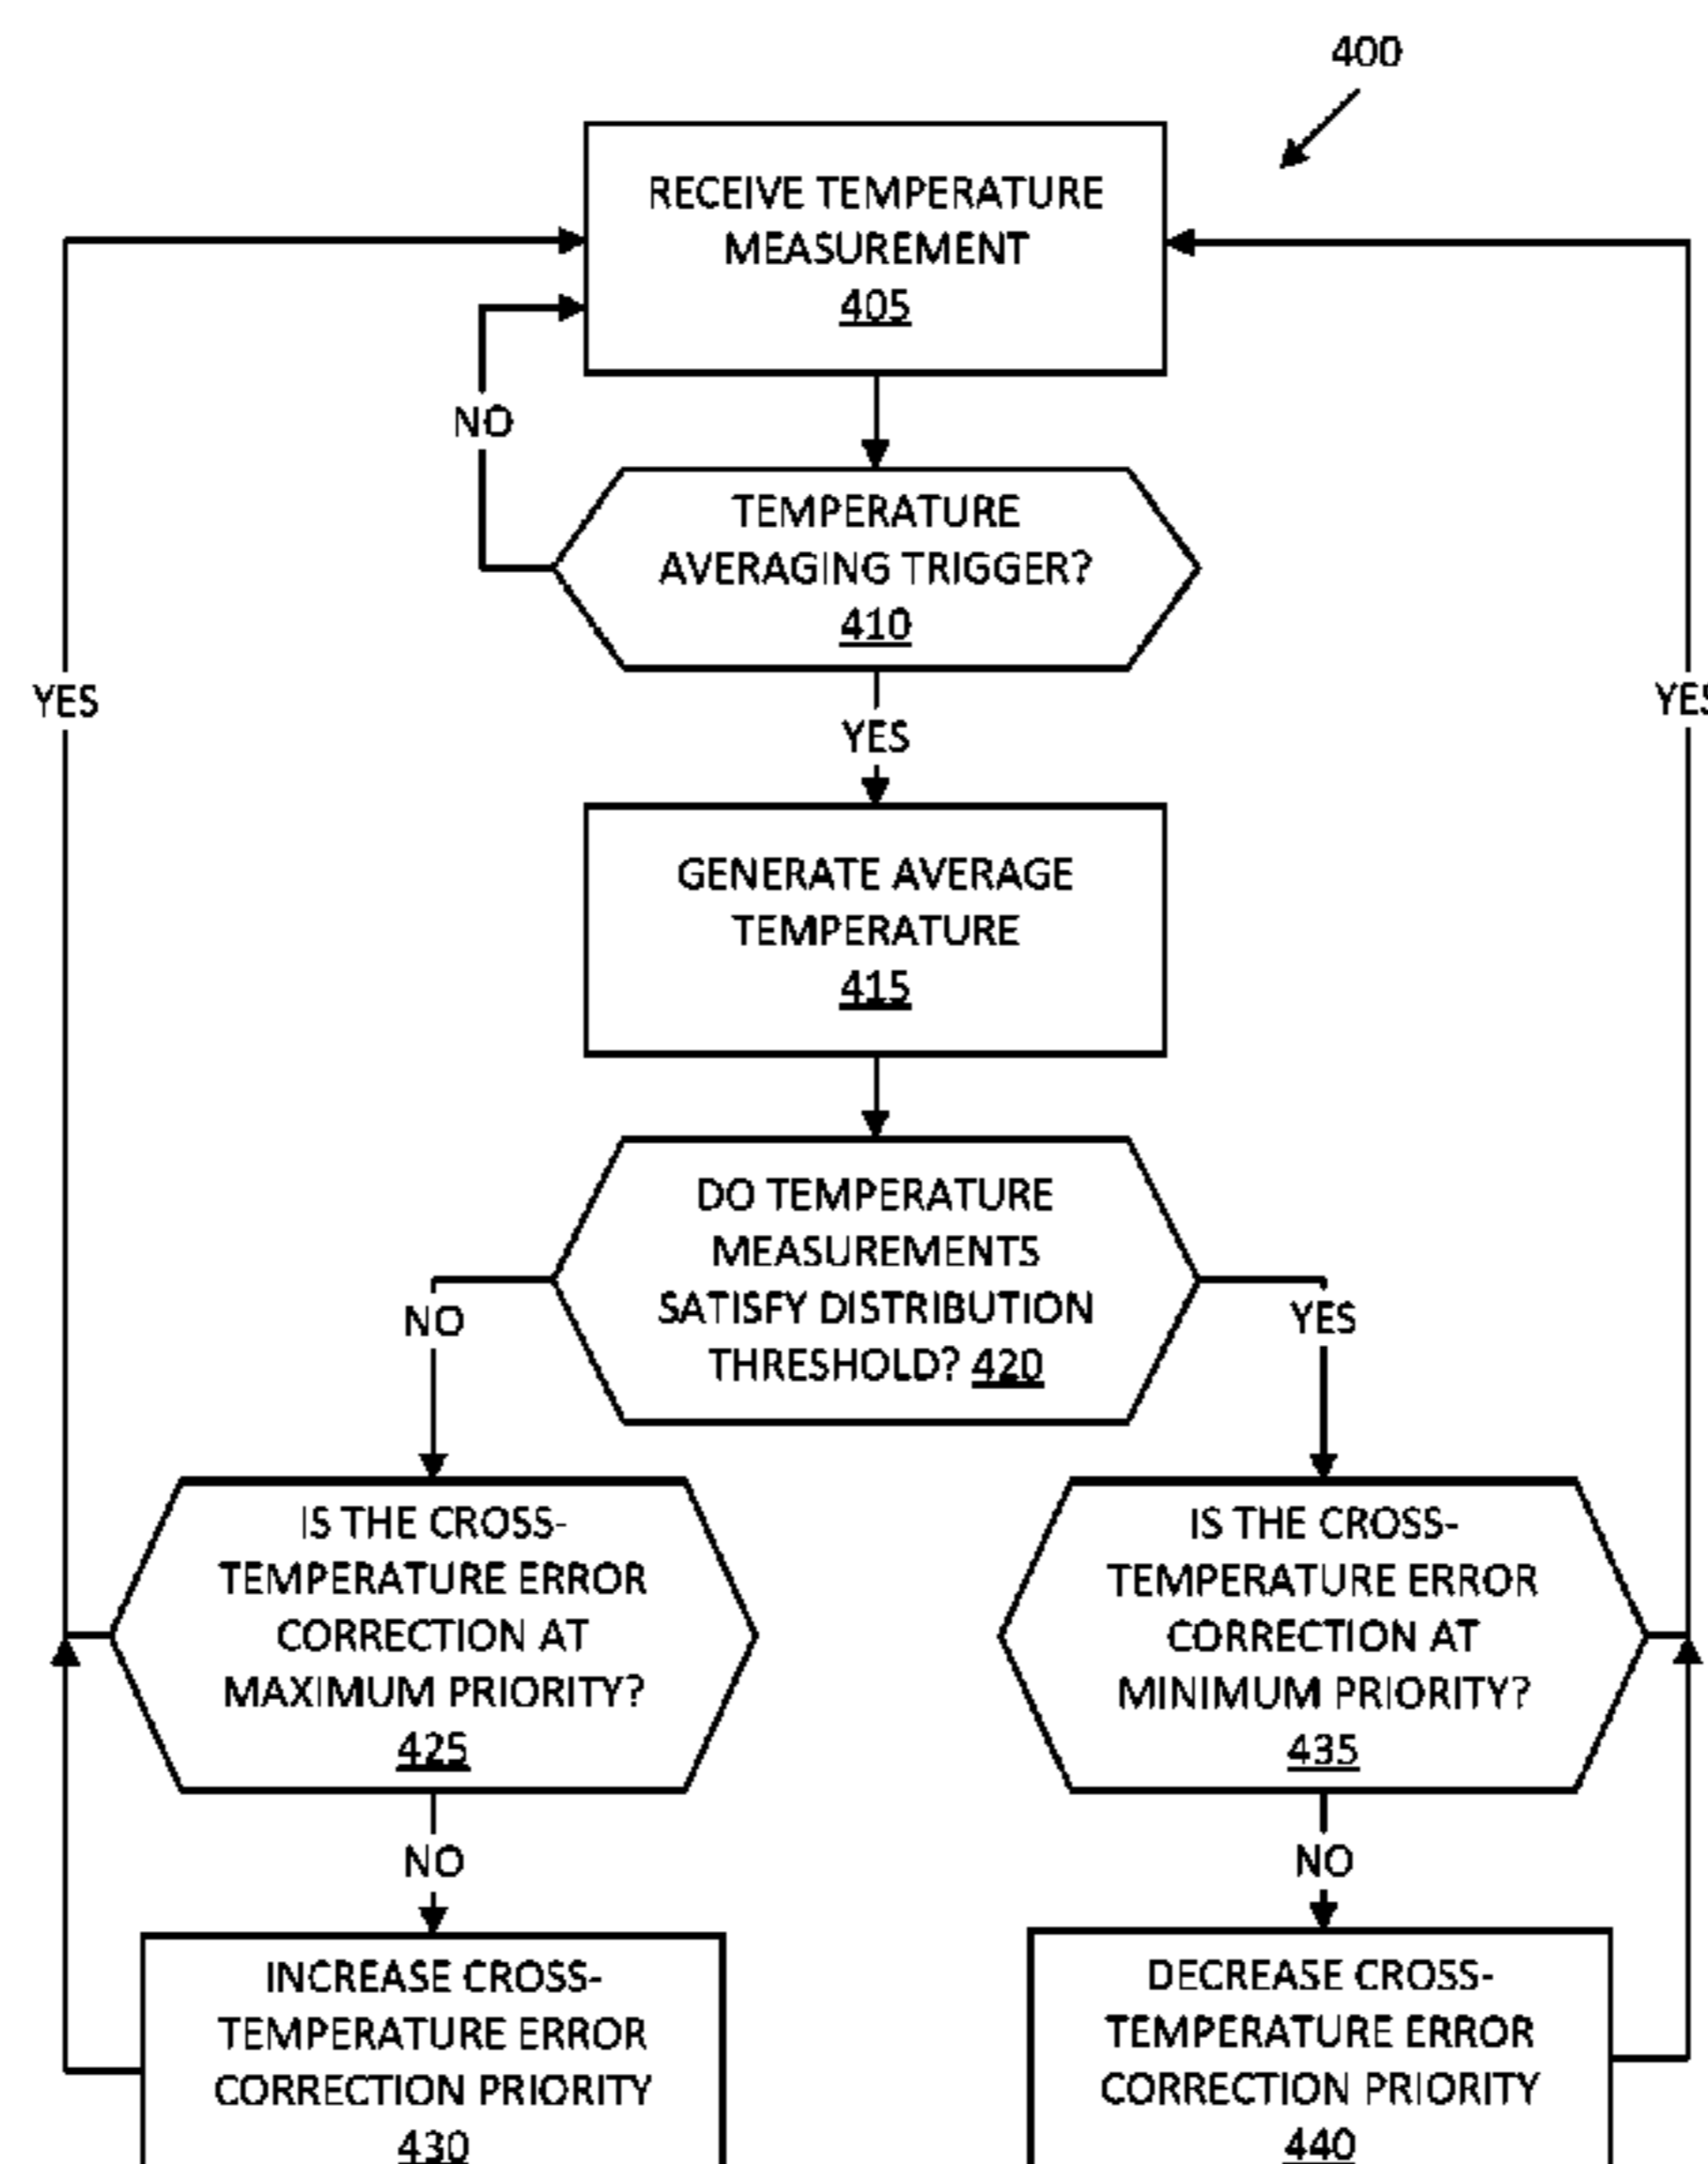 400
RECEIVE TEMPERATURE
MEASUREMENT
405
NO
TEMPERATURE
AVERAGING TRIGGER?
410
YES
YES
YES
GENERATE AVERAGE
TEMPERATURE
415
DO TEMPERATURE
MEASUREMENTS
SATISFY DISTRIBUTION
THRESHOLD? 420
NO
YES
IS THE CROSS-
TEMPERATURE ERROR
CORRECTION AT
MAXIMUM PRIORITY?
425
IS THE CROSS-
TEMPERATURE ERROR
CORRECTION AT
MINIMUM PRIORITY?
435
NO
NO
INCREASE CROSS-
TEMPERATURE ERROR
CORRECTION PRIORITY
430
DECREASE CROSS-
TEMPERATURE ERROR
CORRECTION PRIORITY
440